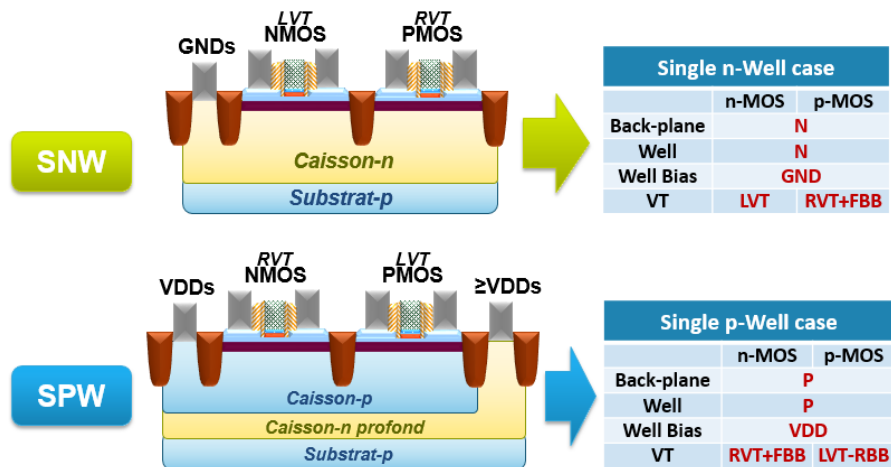 LVT
NMOS
RVT
PMOS
GNDs
SNW
Caisson-n
Substrat-p
Single n-Well case
n-MOS p-MOS
Back-plane N
Well N
Well Bias GND
VT LVT RVT+FBB
RVT
NMOS
LVT
PMOS
VDDs
≥VDDs
SPW
Caisson-p
Caisson-n profond
Substrat-p
Single p-Well case
n-MOS p-MOS
Back-plane P
Well P
Well Bias VDD
VT RVT+FBB LVT-RBB